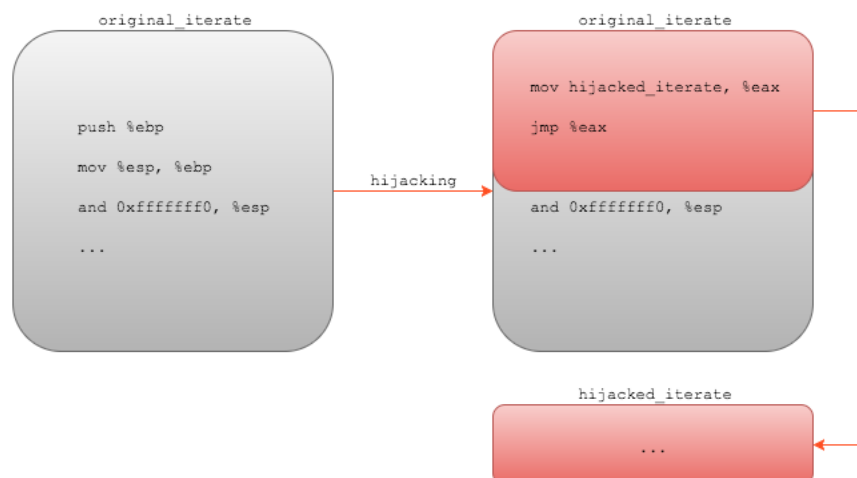 original_iterate
push %ebp
mov %esp, %ebp
and 0xfffffff0, %esp
...
hijacking
original_iterate
mov hijacked_iterate, %eax
jmp %eax
and 0xfffffff0, %esp
...
hijacked_iterate
...